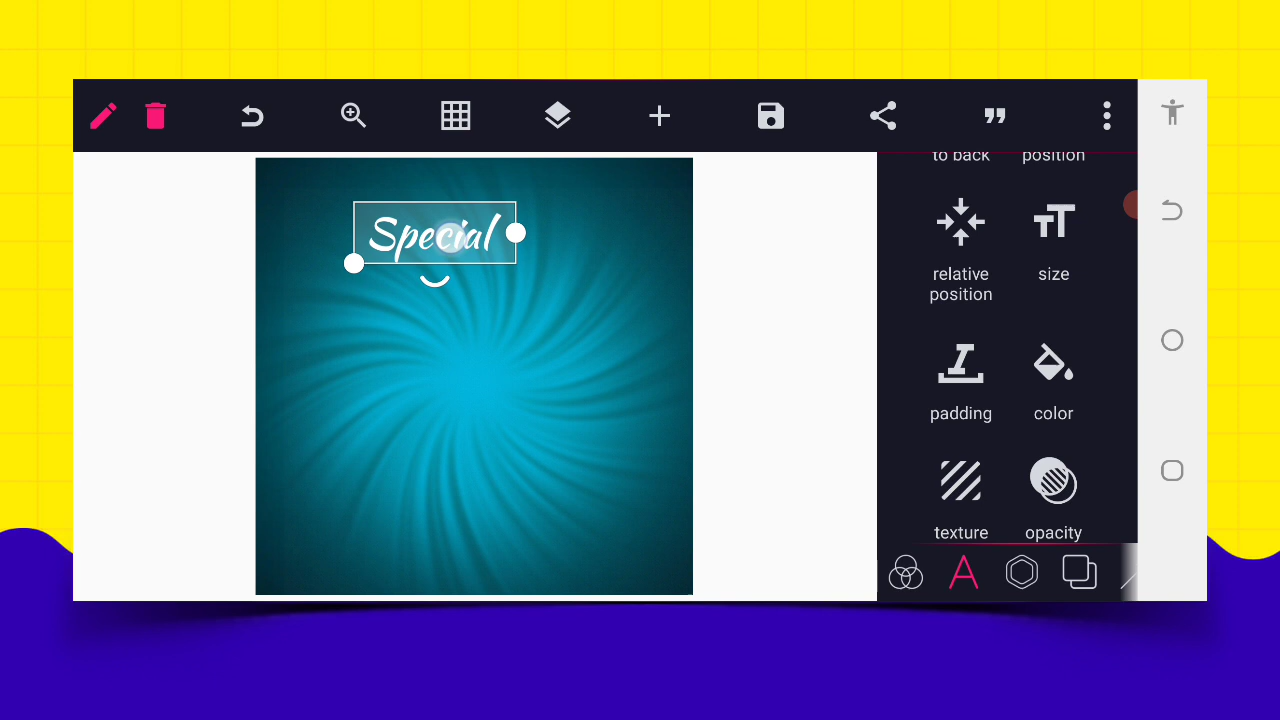 to back
position
Special
relative
position
size
padding
color
texture
opacity